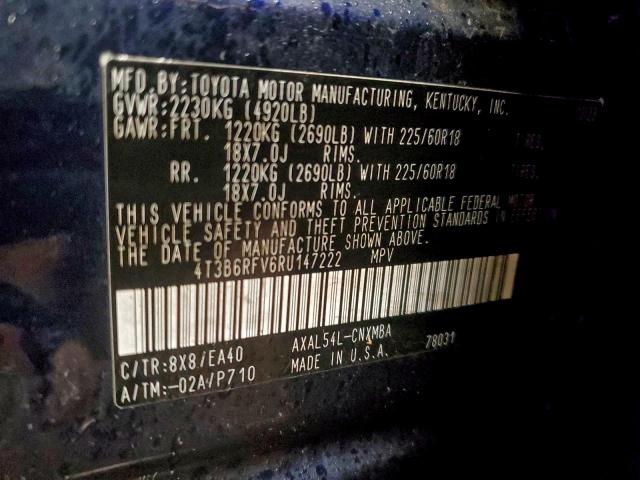 MFD.BY:TOYOTA MOTOR MANUFACTURING, KENTUCKY, INC.
GVWR:2230KG (4920LB)
GAWR:FRT. 1220KG (2690LB) WITH 225/60R18 TIRES,
18X7.0J RIMS.
RR. 1220KG (2690LB) WITH 225/60R18 TIRES,
18X7.0J RIMS.
THIS VEHICLE CONFORMS TO ALL APPLICABLE FEDERAL MOTOR
VEHICLE SAFETY AND THEFT PREVENTION STANDARDS IN EFFECT ON
THE DATE OF MANUFACTURE SHOWN ABOVE.
4T3B6RFV6RU147222 MPV
C/TR:8X8/EA40 AXAL54L-CNXMBA 78031
A/TM:-02A/P710 MADE IN U.S.A.